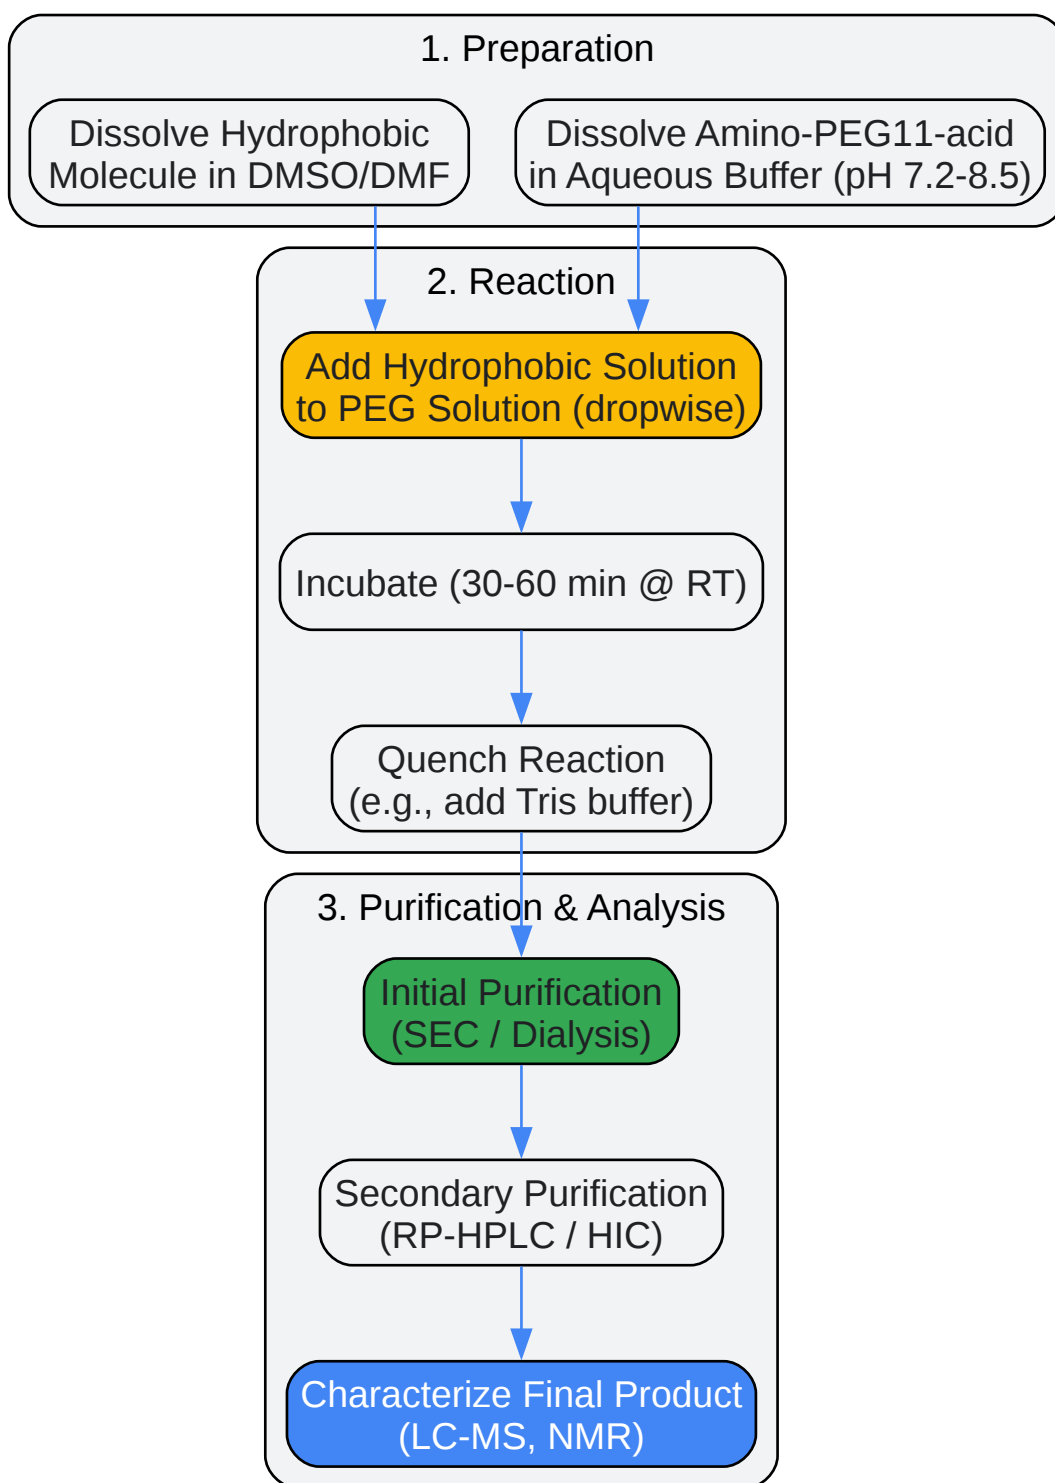 1. Preparation
Dissolve Hydrophobic
Molecule in DMSO/DMF
Dissolve Amino-PEG11-acid
in Aqueous Buffer (pH 7.2-8.5)
2. Reaction
Add Hydrophobic Solution
to PEG Solution (dropwise)
Incubate (30-60 min @ RT)
Quench Reaction
(e.g., add Tris buffer)
3. Purification & Analysis
Initial Purification
(SEC / Dialysis)
Secondary Purification
(RP-HPLC / HIC)
Characterize Final Product
(LC-MS, NMR)